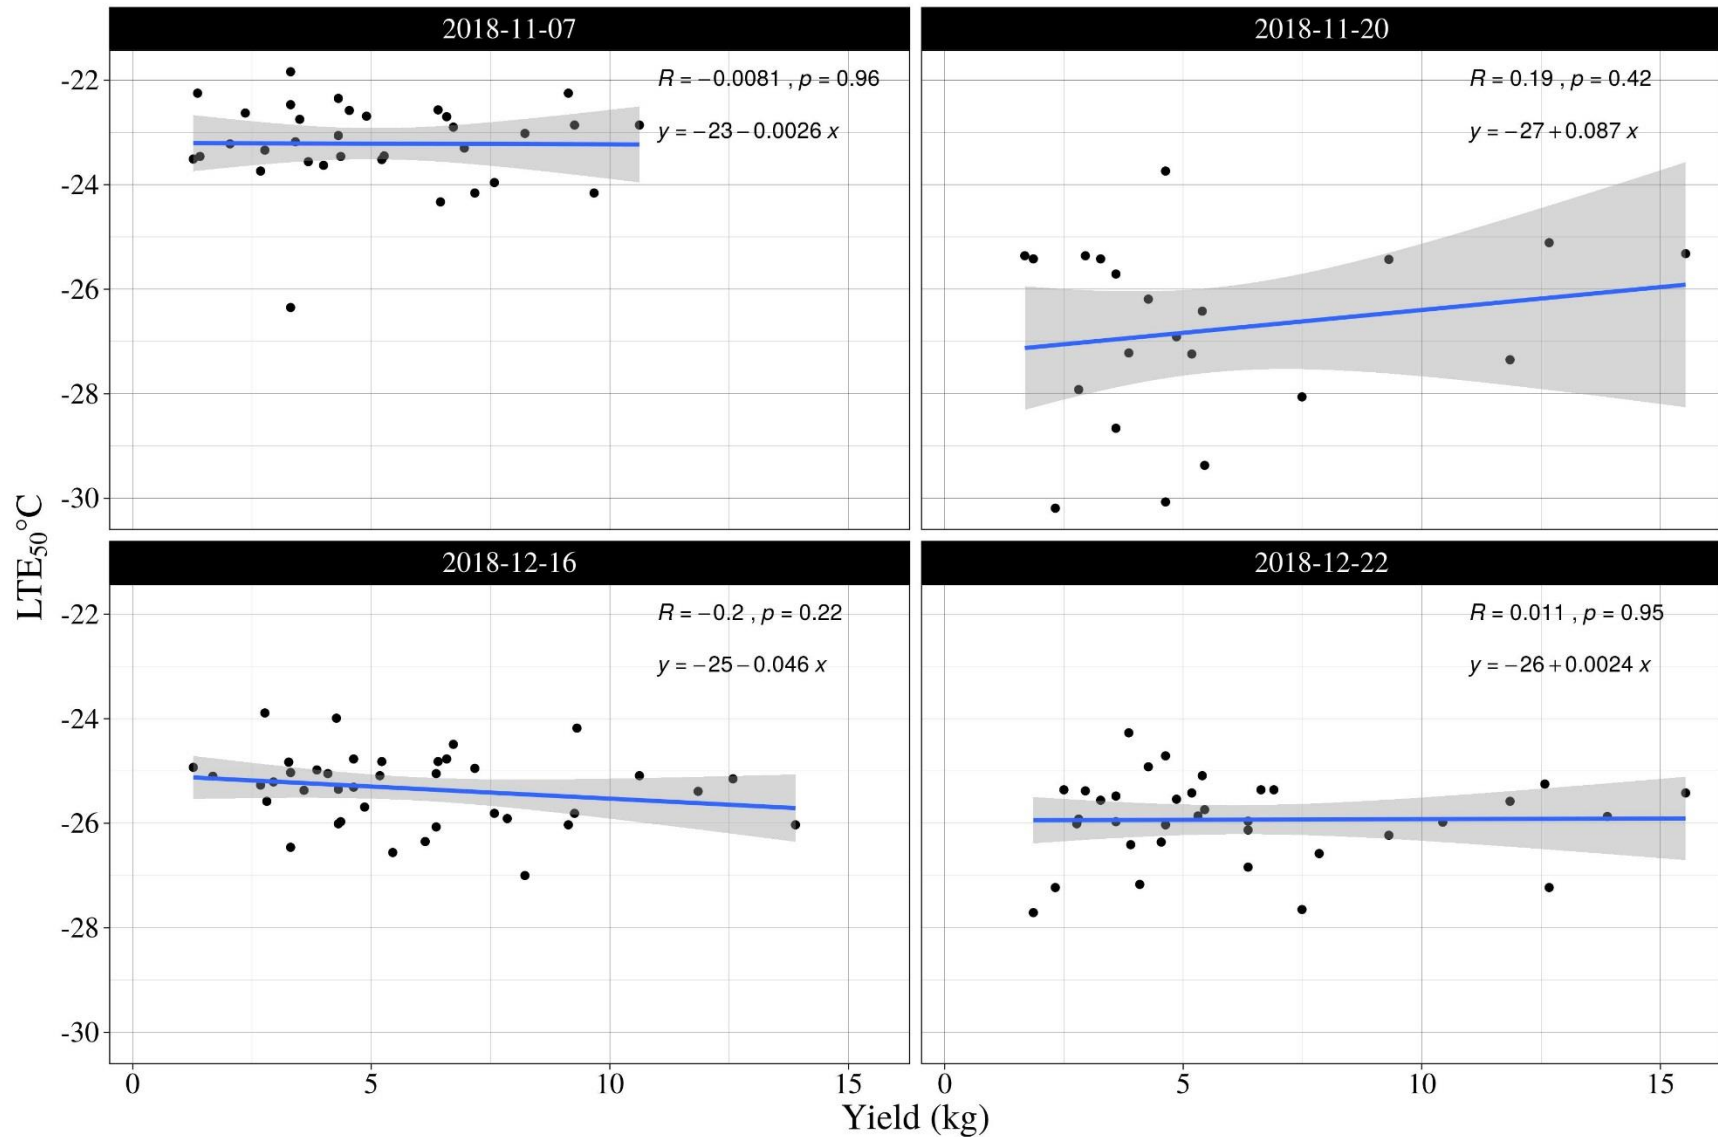 2018-11-07
2018-11-20
R = −0.0081 , p = 0.96
y = −23 − 0.0026 x
R = 0.19 , p = 0.42
y = −27 + 0.087 x
-22
-24
-26
-28
-30
2018-12-16
2018-12-22
R = −0.2 , p = 0.22
y = −25 − 0.046 x
R = 0.011 , p = 0.95
y = −26 + 0.0024 x
-22
-24
-26
-28
-30
0 5 10 15
0 5 10 15
LTE50°C
Yield (kg)